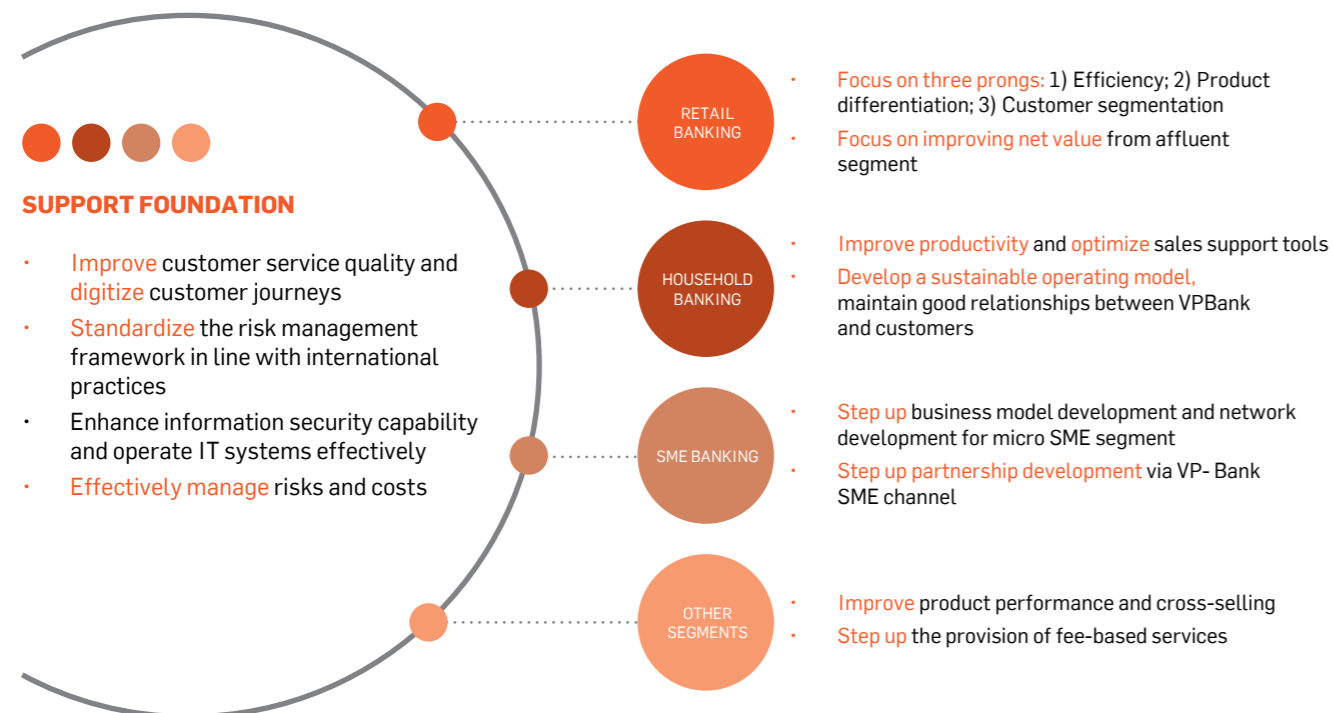 SUPPORT FOUNDATION
· Improve customer service quality and
digitize customer journeys
· Standardize the risk management
framework in line with international
practices
· Enhance information security capability
and operate IT systems effectively
· Effectively manage risks and costs
RETAIL
BANKING
· Focus on three prongs: 1) Efficiency; 2) Product
differentiation; 3) Customer segmentation
· Focus on improving net value from affluent
segment
HOUSEHOLD
BANKING
· Improve productivity and optimize sales support tools
· Develop a sustainable operating model,
maintain good relationships between VPBank
and customers
SME BANKING
· Step up business model development and network
development for micro SME segment
· Step up partnership development via VP- Bank
SME channel
OTHER
SEGMENTS
· Improve product performance and cross-selling
· Step up the provision of fee-based services